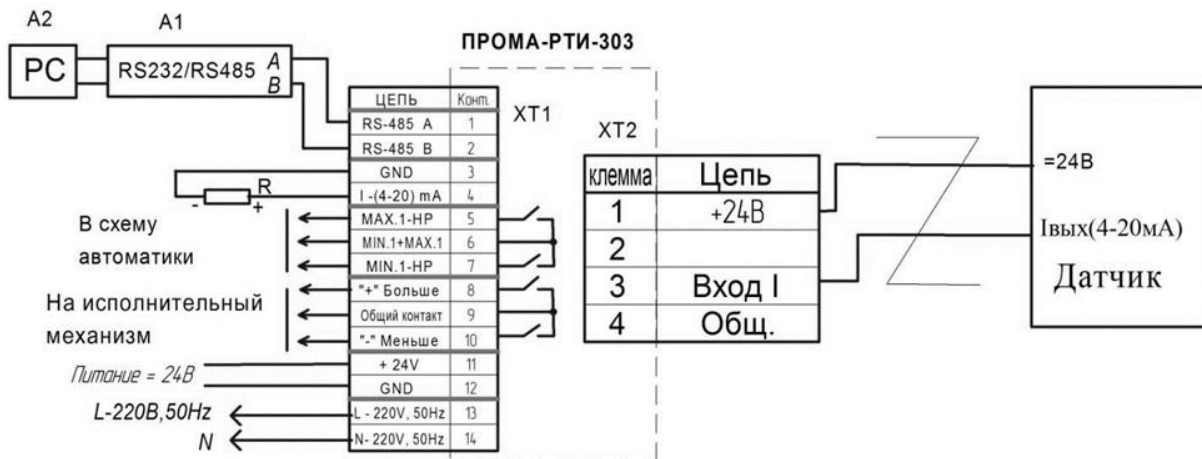 А2
А1
ПРОМА-РТИ-303
PC
RS232/RS485
A
B
ЦЕПЬ Конт.
RS-485 A 1
RS-485 B 2
GND 3
I -(4-20) mA 4
MAX.1-HP 5
MIN.1+MAX.1 6
MIN.1-HP 7
"+" Больше 8
Общий контакт 9
"-" Меньше 10
+ 24V 11
GND 12
L - 220V, 50Hz 13
N- 220V, 50Hz 14
XT1
R
- +
В схему
автоматики
На исполнительный
механизм
Питание = 24В
L-220В,50Hz
N
XT2
клемма Цепь
1 +24В
2
3 Вход I
4 Общ.
=24В
Iвых(4-20мА)
Датчик